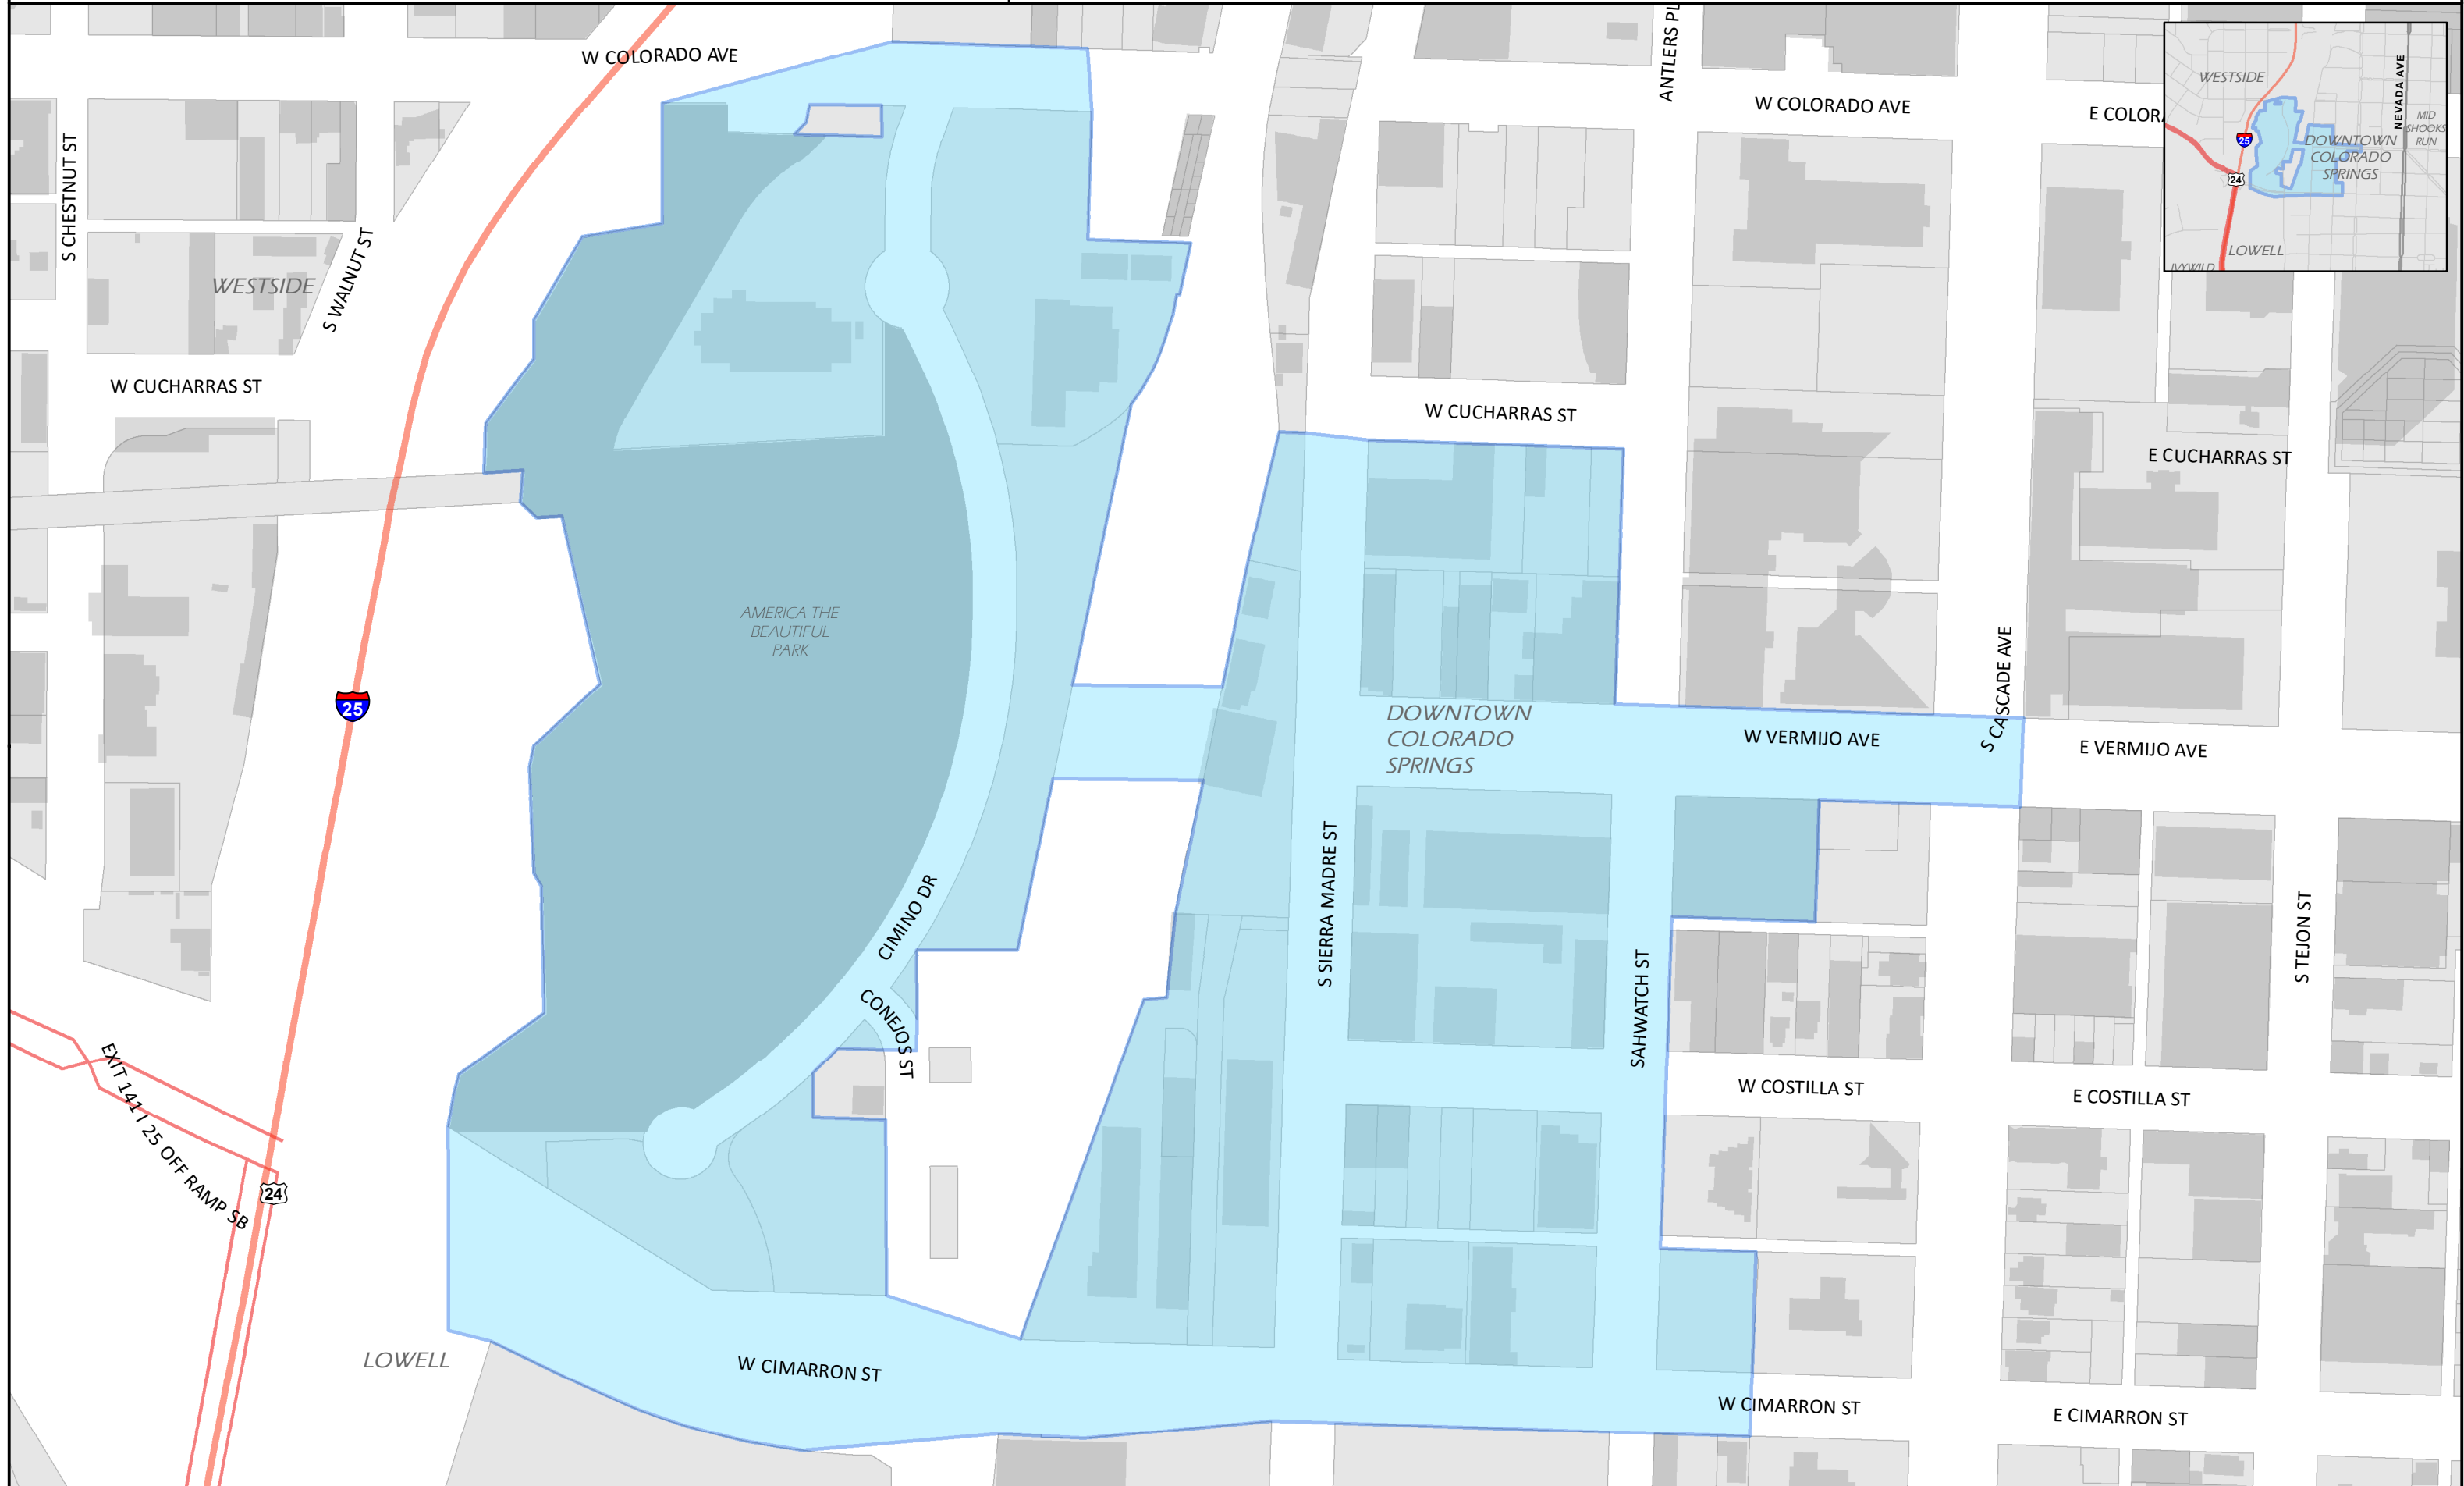 W COLORADO AVE
ANTLERS PL
W COLORADO AVE
E COLOR
S CHESTNUT ST
WESTSIDE
S WALNUT ST
W CUCHARRAS ST
W CUCHARRAS ST
E CUCHARRAS ST
AMERICA THE
BEAUTIFUL
PARK
25
DOWNTOWN
COLORADO
SPRINGS
W VERMIJO AVE
S CASCADE AVE
E VERMIJO AVE
CIMINO DR
CONEJOS ST
S SIERRA MADRE ST
SAHWATCH ST
S TEJON ST
W COSTILLA ST
E COSTILLA ST
EXIT 141 I 25 OFF RAMP SB
24
LOWELL
W CIMARRON ST
W CIMARRON ST
E CIMARRON ST
WESTSIDE
NEVADA AVE
MID
SHOOKS
RUN
25
DOWNTOWN
COLORADO
SPRINGS
24
LOWELL
IVYWILD